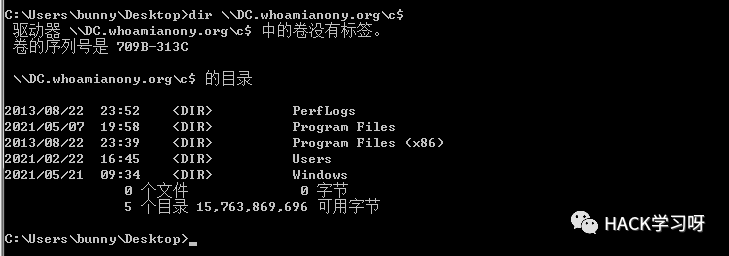 C:\Users\bunny\Desktop>dir \\DC.whoamianony.org\c$
驱动器 \\DC.whoamianony.org\c$ 中的卷没有标签。
卷的序列号是 709B-313C
\\DC.whoamianony.org\c$ 的目录
2013/08/22  23:52    <DIR>          PerfLogs
2021/05/07  19:58    <DIR>          Program Files
2013/08/22  23:39    <DIR>          Program Files (x86)
2021/02/22  16:45    <DIR>          Users
2021/05/21  09:34    <DIR>          Windows
0 个文件              0 字节
5 个目录 15,763,869,696 可用字节
C:\Users\bunny\Desktop>_
HACK学习呀